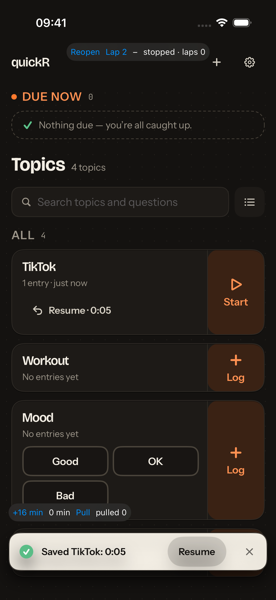 09:41
Reopen Lap 2 – stopped · laps 0
quickR
DUE NOW 0
Nothing due — you're all caught up.
Topics 4 topics
Search topics and questions
ALL 4
TikTok
1 entry · just now
Resume · 0:05
Start
Workout
No entries yet
Log
Mood
No entries yet
Good
OK
Log
Bad
+16 min 0 min Pull pulled 0
Saved TikTok: 0:05
Resume